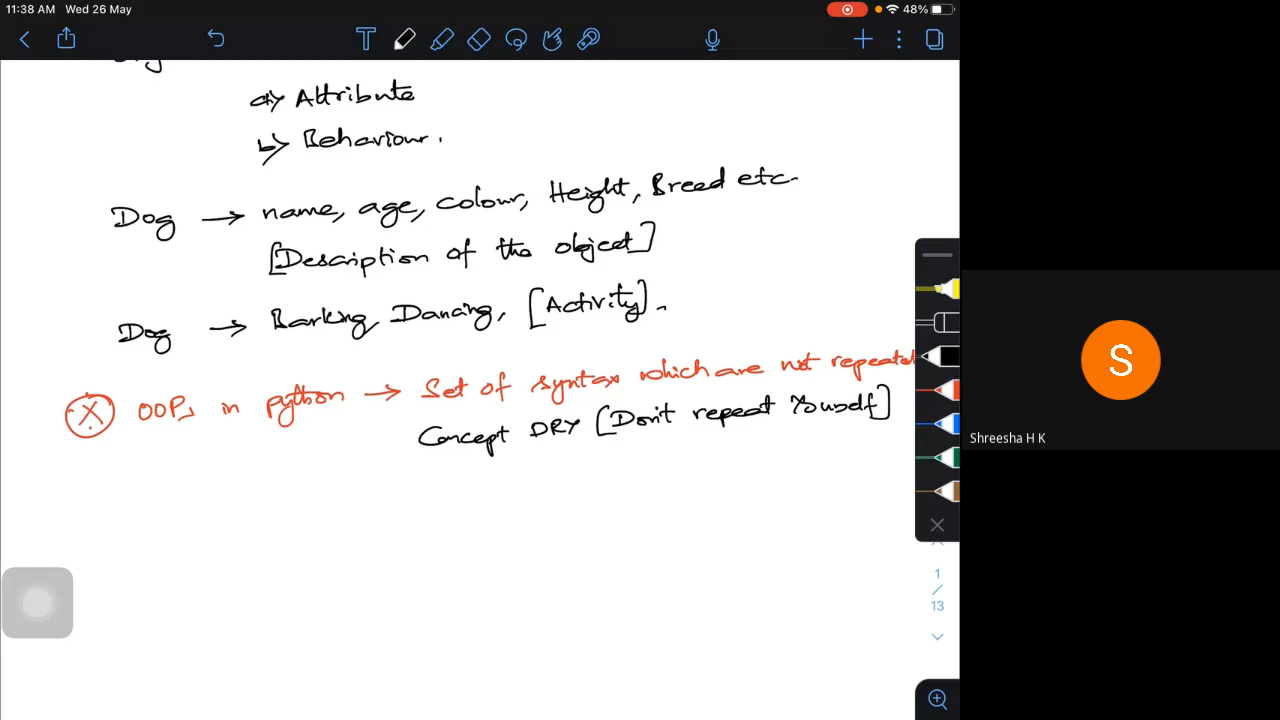 11:38 AM Wed 26 May
48%
a) Attribute
b) Behaviour.
Dog → name, age, colour, Height, Breed etc.
[Description of the object]
Dog → Barking, Dancing, [Activity].
OOPs in python → Set of syntax which are not repeated
Concept DRY [Don't repeat Yourself]
S
Shreesha H K
1
/
13